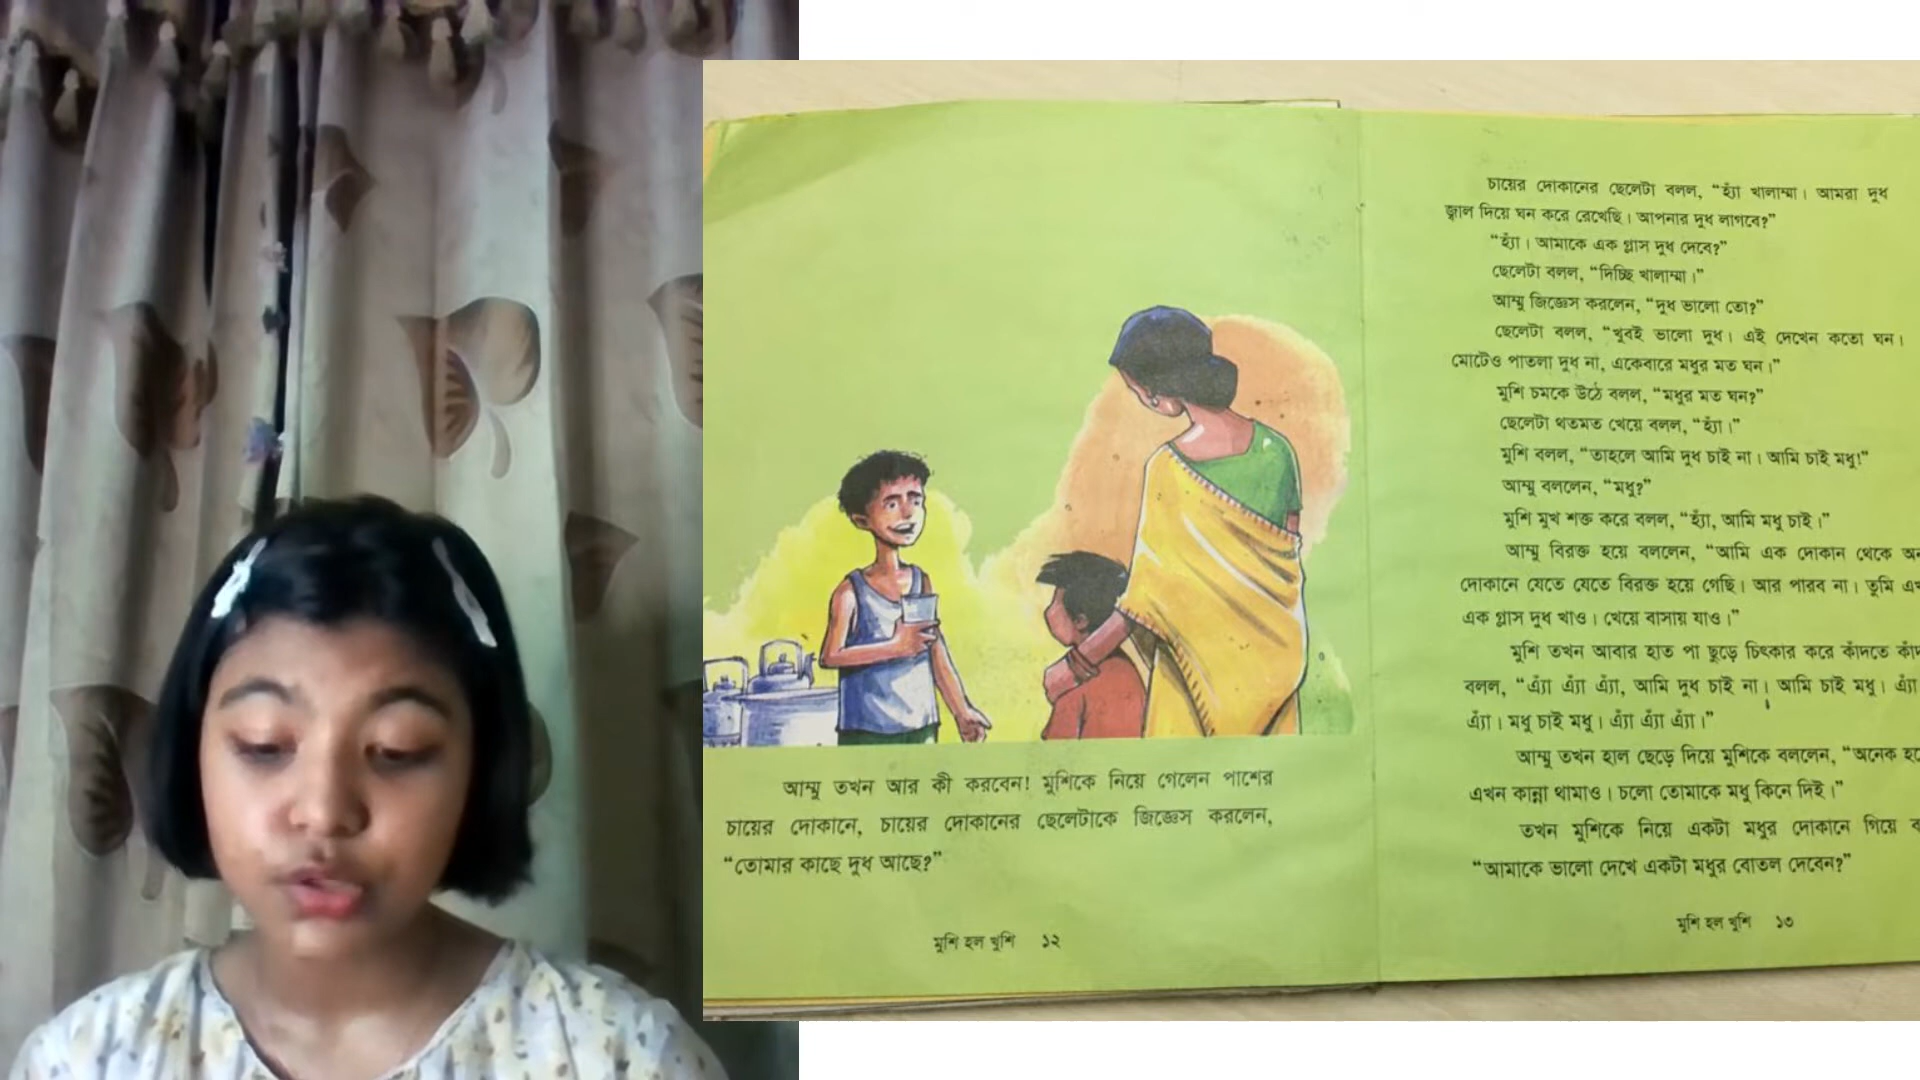 আম্মু তখন আর কী করবেন! মুশিকে নিয়ে গেলেন পাশের
চায়ের দোকানে, চায়ের দোকানের ছেলেটাকে জিজ্ঞেস করলেন,
“তোমার কাছে দুধ আছে?”
মুশি হল খুশি ১২
চায়ের দোকানের ছেলেটা বলল, “হ্যাঁ খালাম্মা। আমরা দুধ
জ্বাল দিয়ে ঘন করে রেখেছি। আপনার দুধ লাগবে?”
“হ্যাঁ। আমাকে এক গ্লাস দুধ দেবে?”
ছেলেটা বলল, “দিচ্ছি খালাম্মা।”
আম্মু জিজ্ঞেস করলেন, “দুধ ভালো তো?”
ছেলেটা বলল, “খুবই ভালো দুধ। এই দেখেন কতো ঘন।
মোটেও পাতলা দুধ না, একেবারে মধুর মত ঘন।”
মুশি চমকে উঠে বলল, “মধুর মত ঘন?”
ছেলেটা থতমত খেয়ে বলল, “হ্যাঁ।”
মুশি বলল, “তাহলে আমি দুধ চাই না। আমি চাই মধু!”
আম্মু বললেন, “মধু?”
মুশি মুখ শক্ত করে বলল, “হ্যাঁ, আমি মধু চাই।”
আম্মু বিরক্ত হয়ে বললেন, “আমি এক দোকান থেকে
দোকানে যেতে যেতে বিরক্ত হয়ে গেছি। আর পারব না। তুমি
এক গ্লাস দুধ খাও। খেয়ে বাসায় যাও।”
মুশি তখন আবার হাত পা ছুড়ে চিৎকার করে কাঁদতে
বলল, “এ্যাঁ এ্যাঁ এ্যাঁ, আমি দুধ চাই না। আমি চাই মধু। এ্যাঁ
এ্যাঁ। মধু চাই মধু। এ্যাঁ এ্যাঁ এ্যাঁ।”
আম্মু তখন হাল ছেড়ে দিয়ে মুশিকে বললেন, “অনেক
এখন কান্না থামাও। চলো তোমাকে মধু কিনে দিই।”
তখন মুশিকে নিয়ে একটা মধুর দোকানে গিয়ে
“আমাকে ভালো দেখে একটা মধুর বোতল দেবেন?”
মুশি হল খুশি ১৩